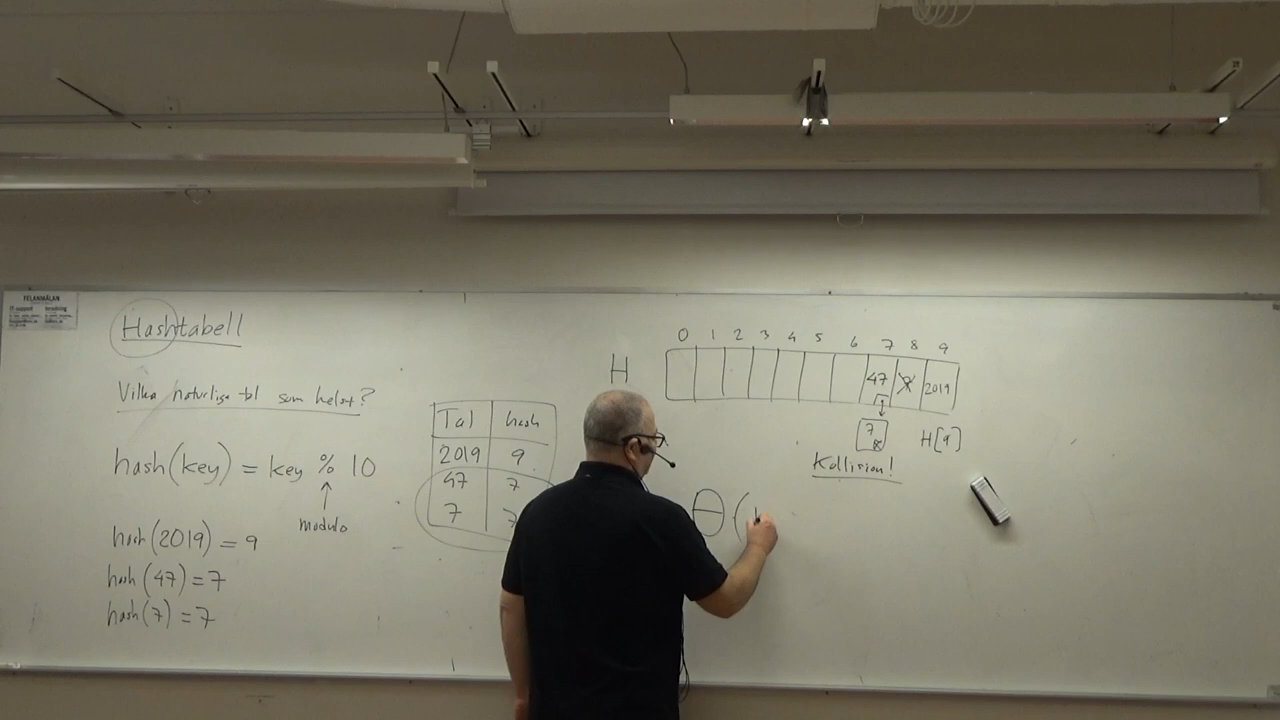 FELANMÄLAN
Hashtabell
Vilka naturliga tal som helst?
hash(key) = key % 10
↑
modulo
hash(2019) = 9
hash(47) = 7
hash(7) = 7
Tal hash
2019 9
47 7
7 7
H
0 1 2 3 4 5 6 7 8 9
47 7 2019
7
H[9]
Kollision!
Θ(